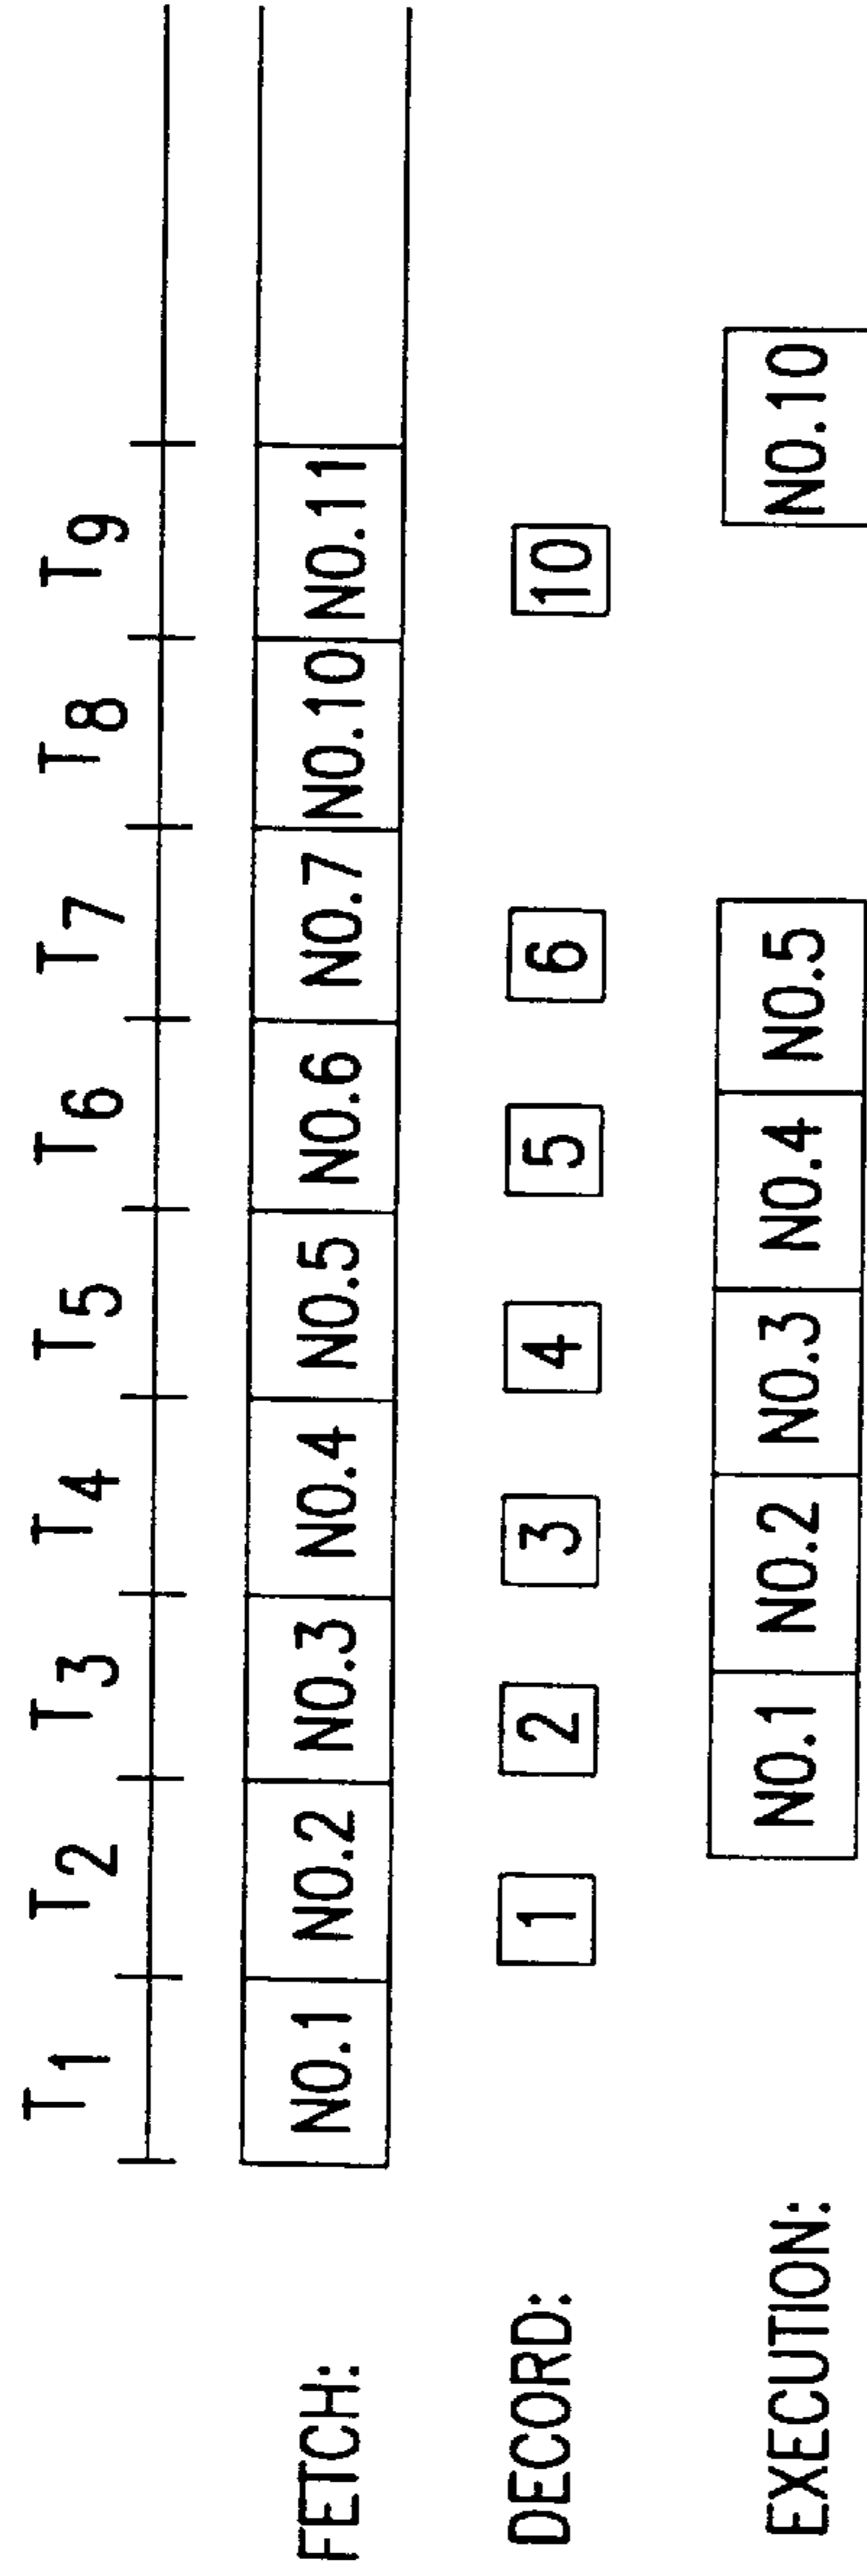 T1 T2 T3 T4 T5 T6 T7 T8 T9
FETCH: NO.1 NO.2 NO.3 NO.4 NO.5 NO.6 NO.7 NO.10 NO.11
DECORD: 1 2 3 4 5 6 10
EXECUTION: NO.1 NO.2 NO.3 NO.4 NO.5 NO.10